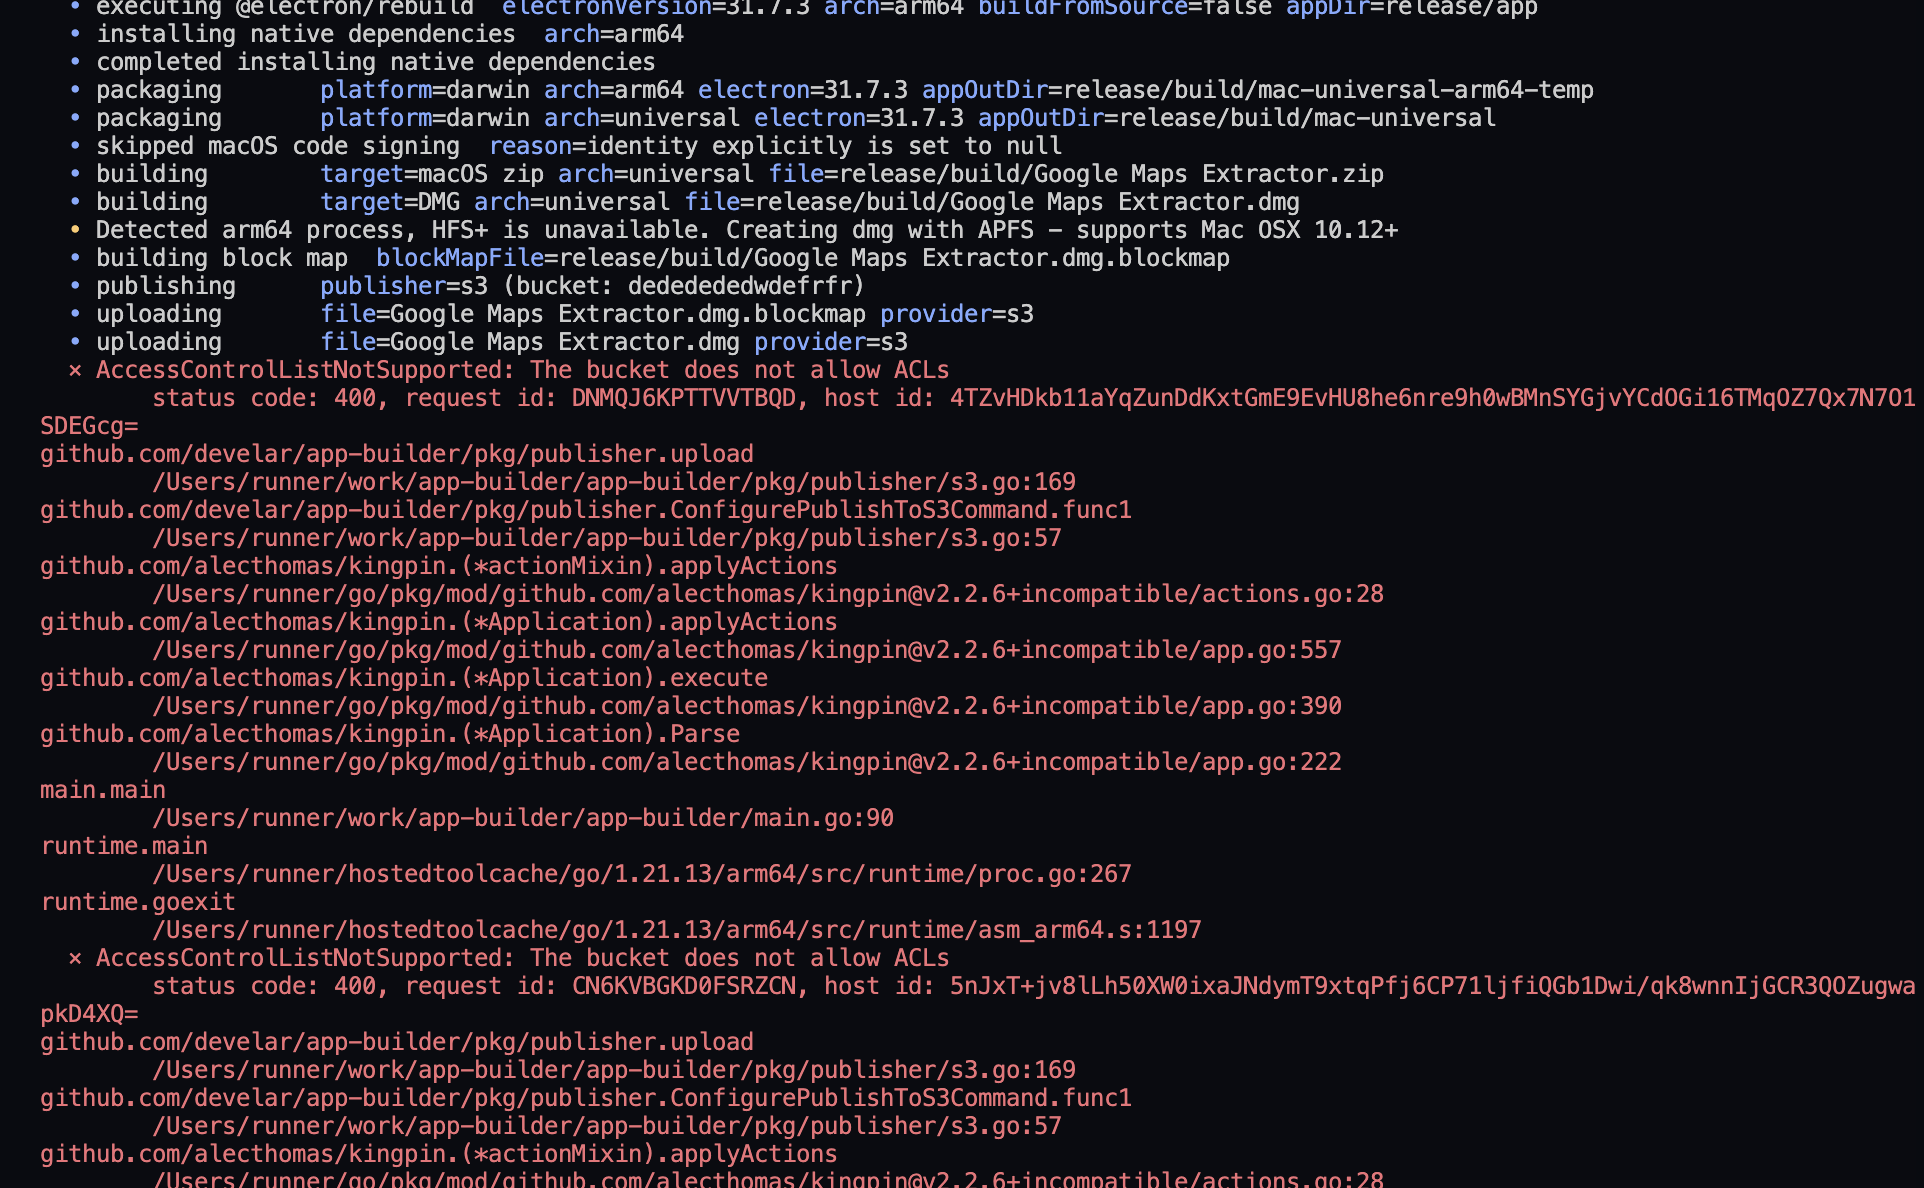 • executing @electron/rebuild  electronVersion=31.7.3 arch=arm64 buildFromSource=false appDir=release/app
• installing native dependencies  arch=arm64
• completed installing native dependencies
• packaging       platform=darwin arch=arm64 electron=31.7.3 appOutDir=release/build/mac-universal-arm64-temp
• packaging       platform=darwin arch=universal electron=31.7.3 appOutDir=release/build/mac-universal
• skipped macOS code signing  reason=identity explicitly is set to null
• building        target=macOS zip arch=universal file=release/build/Google Maps Extractor.zip
• building        target=DMG arch=universal file=release/build/Google Maps Extractor.dmg
• Detected arm64 process, HFS+ is unavailable. Creating dmg with APFS - supports Mac OSX 10.12+
• building block map  blockMapFile=release/build/Google Maps Extractor.dmg.blockmap
• publishing      publisher=s3 (bucket: dedededewdefrfr)
• uploading       file=Google Maps Extractor.dmg.blockmap provider=s3
• uploading       file=Google Maps Extractor.dmg provider=s3
⨯ AccessControlListNotSupported: The bucket does not allow ACLs
status code: 400, request id: DNMQJ6KPTTVVTBQD, host id: 4TZvHDkb11aYqZunDdKxtGmE9EvHU8he6nre9h0wBMnSYGjvYCdOGi16TMqOZ7Qx7N7O1
SDEGcg=
github.com/develar/app-builder/pkg/publisher.upload
/Users/runner/work/app-builder/app-builder/pkg/publisher/s3.go:169
github.com/develar/app-builder/pkg/publisher.ConfigurePublishToS3Command.func1
/Users/runner/work/app-builder/app-builder/pkg/publisher/s3.go:57
github.com/alecthomas/kingpin.(*actionMixin).applyActions
/Users/runner/go/pkg/mod/github.com/alecthomas/kingpin@v2.2.6+incompatible/actions.go:28
github.com/alecthomas/kingpin.(*Application).applyActions
/Users/runner/go/pkg/mod/github.com/alecthomas/kingpin@v2.2.6+incompatible/app.go:557
github.com/alecthomas/kingpin.(*Application).execute
/Users/runner/go/pkg/mod/github.com/alecthomas/kingpin@v2.2.6+incompatible/app.go:390
github.com/alecthomas/kingpin.(*Application).Parse
/Users/runner/go/pkg/mod/github.com/alecthomas/kingpin@v2.2.6+incompatible/app.go:222
main.main
/Users/runner/work/app-builder/app-builder/main.go:90
runtime.main
/Users/runner/hostedtoolcache/go/1.21.13/arm64/src/runtime/proc.go:267
runtime.goexit
/Users/runner/hostedtoolcache/go/1.21.13/arm64/src/runtime/asm_arm64.s:1197
⨯ AccessControlListNotSupported: The bucket does not allow ACLs
status code: 400, request id: CN6KVBGKD0FSRZCN, host id: 5nJxT+jv8lLh50XW0ixaJNdymT9xtqPfj6CP71ljfiQGb1Dwi/qk8wnnIjGCR3QOZugwa
pkD4XQ=
github.com/develar/app-builder/pkg/publisher.upload
/Users/runner/work/app-builder/app-builder/pkg/publisher/s3.go:169
github.com/develar/app-builder/pkg/publisher.ConfigurePublishToS3Command.func1
/Users/runner/work/app-builder/app-builder/pkg/publisher/s3.go:57
github.com/alecthomas/kingpin.(*actionMixin).applyActions
/Users/runner/go/pkg/mod/github.com/alecthomas/kingpin@v2.2.6+incompatible/actions.go:28